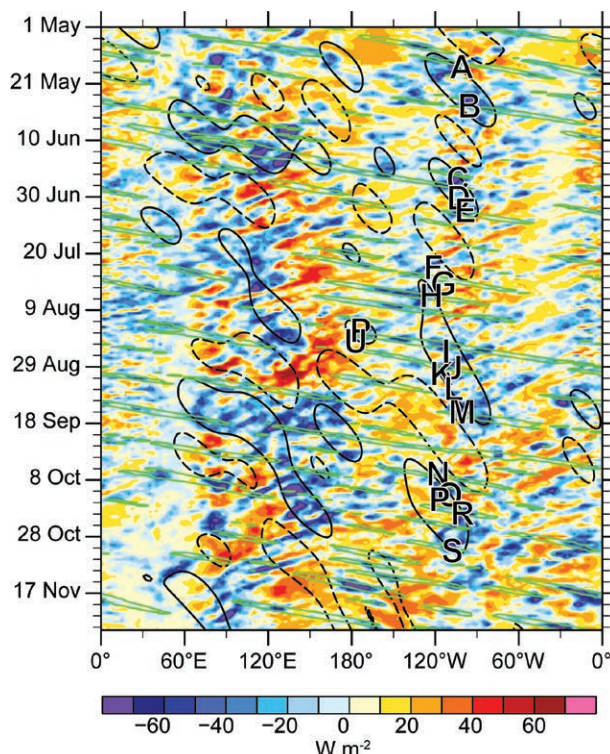 1 May
A
21 May
B
10 Jun
C
D
30 Jun
E
20 Jul
F
G
H
9 Aug
P
U
I
J
29 Aug
K
L
M
18 Sep
N
8 Oct
P
R
28 Oct
S
17 Nov
0° 60°E 120°E 180° 120°W 60°W 0°
−60 −40 −20 0 20 40 60
W m⁻²